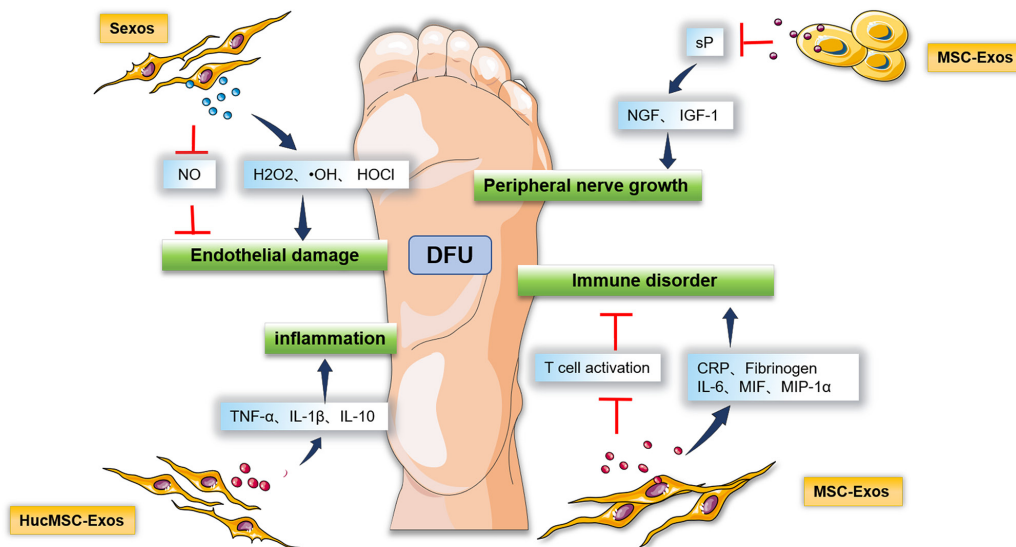 Sexos
NO
H2O2、•OH、 HOCl
Endothelial damage
inflammation
TNF-α、IL-1β、IL-10
HucMSC-Exos
DFU
sP
MSC-Exos
NGF、 IGF-1
Peripheral nerve growth
Immune disorder
T cell activation
CRP、Fibrinogen
IL-6、MIF、MIP-1α
MSC-Exos